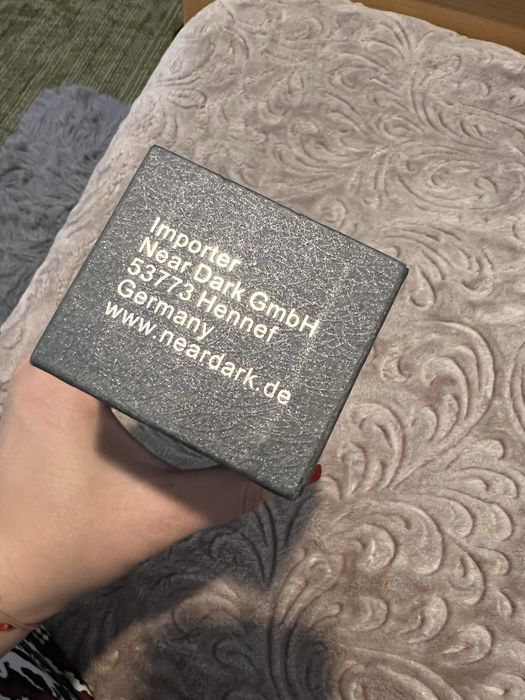 Importer
Near Dark GmbH
53773 Hennef
Germany
www.neardark.de